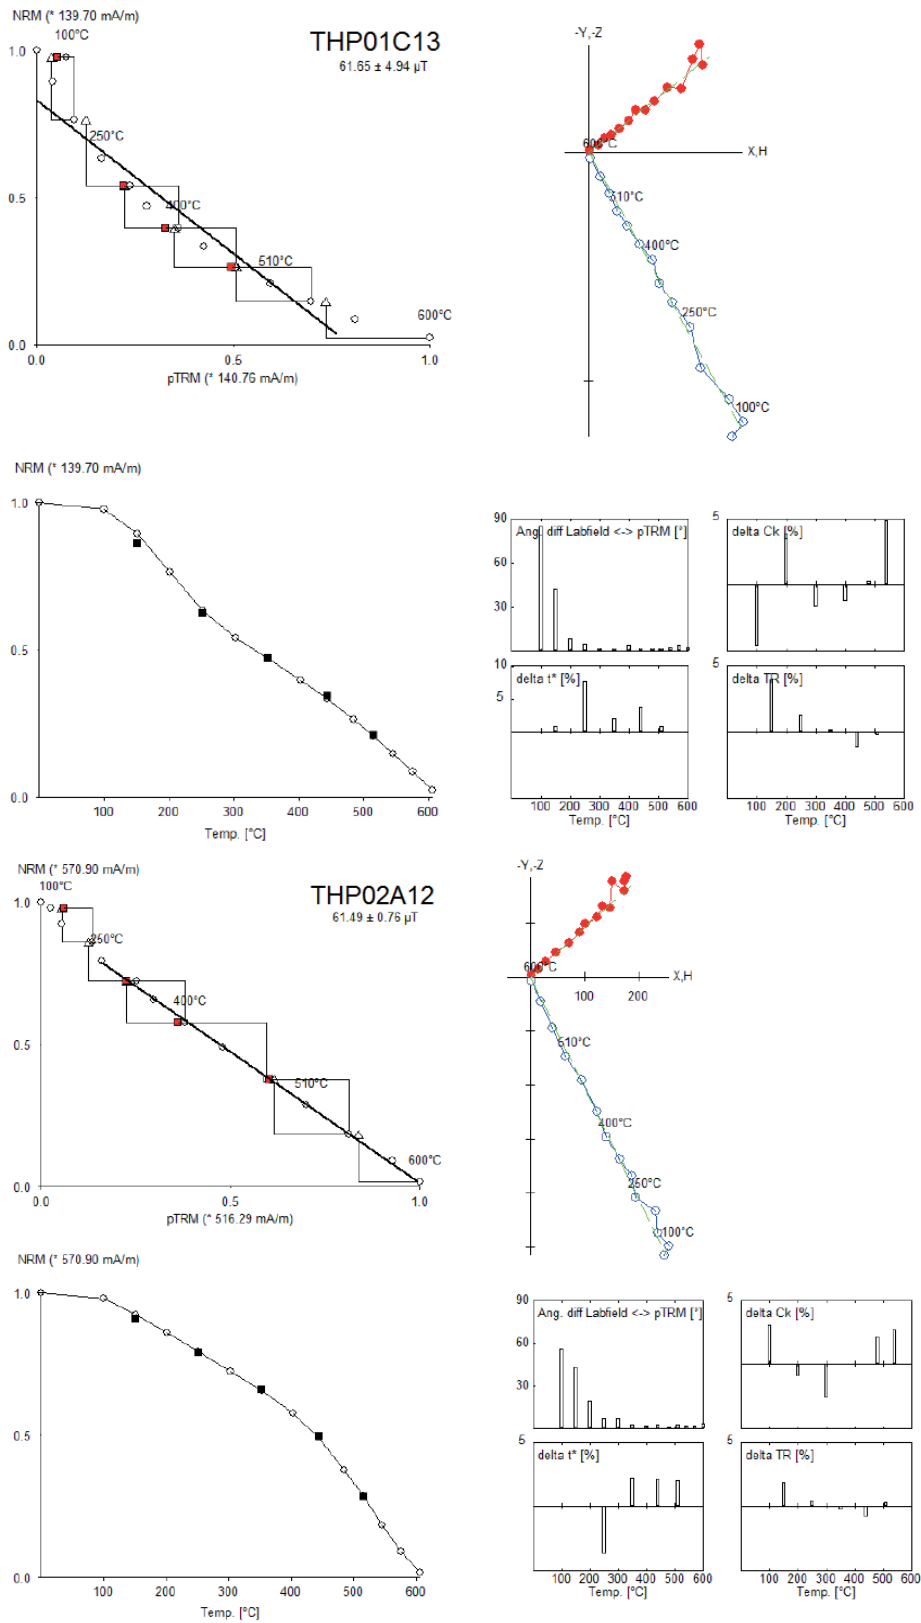 NRM (* 139.70 mA/m)
100°C
THP01C13
61.65 ± 4.94 µT
-Y,-Z
1.0
250°C
600°C
X,H
0.5
400°C
510°C
510°C
400°C
600°C
250°C
0.0
0.0
0.5
1.0
pTRM (* 140.76 mA/m)
100°C
NRM (* 139.70 mA/m)
1.0
0.5
0.0
100 200 300 400 500 600
Temp. [°C]
90
Ang. diff Labfield <-> pTRM [°]
60
30
5
delta Ck [%]
10
delta t* [%]
5
100 200 300 400 500 600
Temp. [°C]
5
delta TR [%]
100 200 300 400 500 600
Temp. [°C]
NRM (* 570.90 mA/m)
100°C
THP02A12
61.49 ± 0.76 µT
-Y,-Z
1.0
250°C
600°C
X,H
100 200
400°C
0.5
510°C
510°C
600°C
400°C
250°C
100°C
0.0
0.0
0.5
1.0
pTRM (* 516.29 mA/m)
NRM (* 570.90 mA/m)
1.0
0.5
0.0
100 200 300 400 500 600
Temp. [°C]
90
Ang. diff Labfield <-> pTRM [°]
60
30
5
delta Ck [%]
5
delta t* [%]
100 200 300 400 500 600
Temp. [°C]
5
delta TR [%]
100 200 300 400 500 600
Temp. [°C]